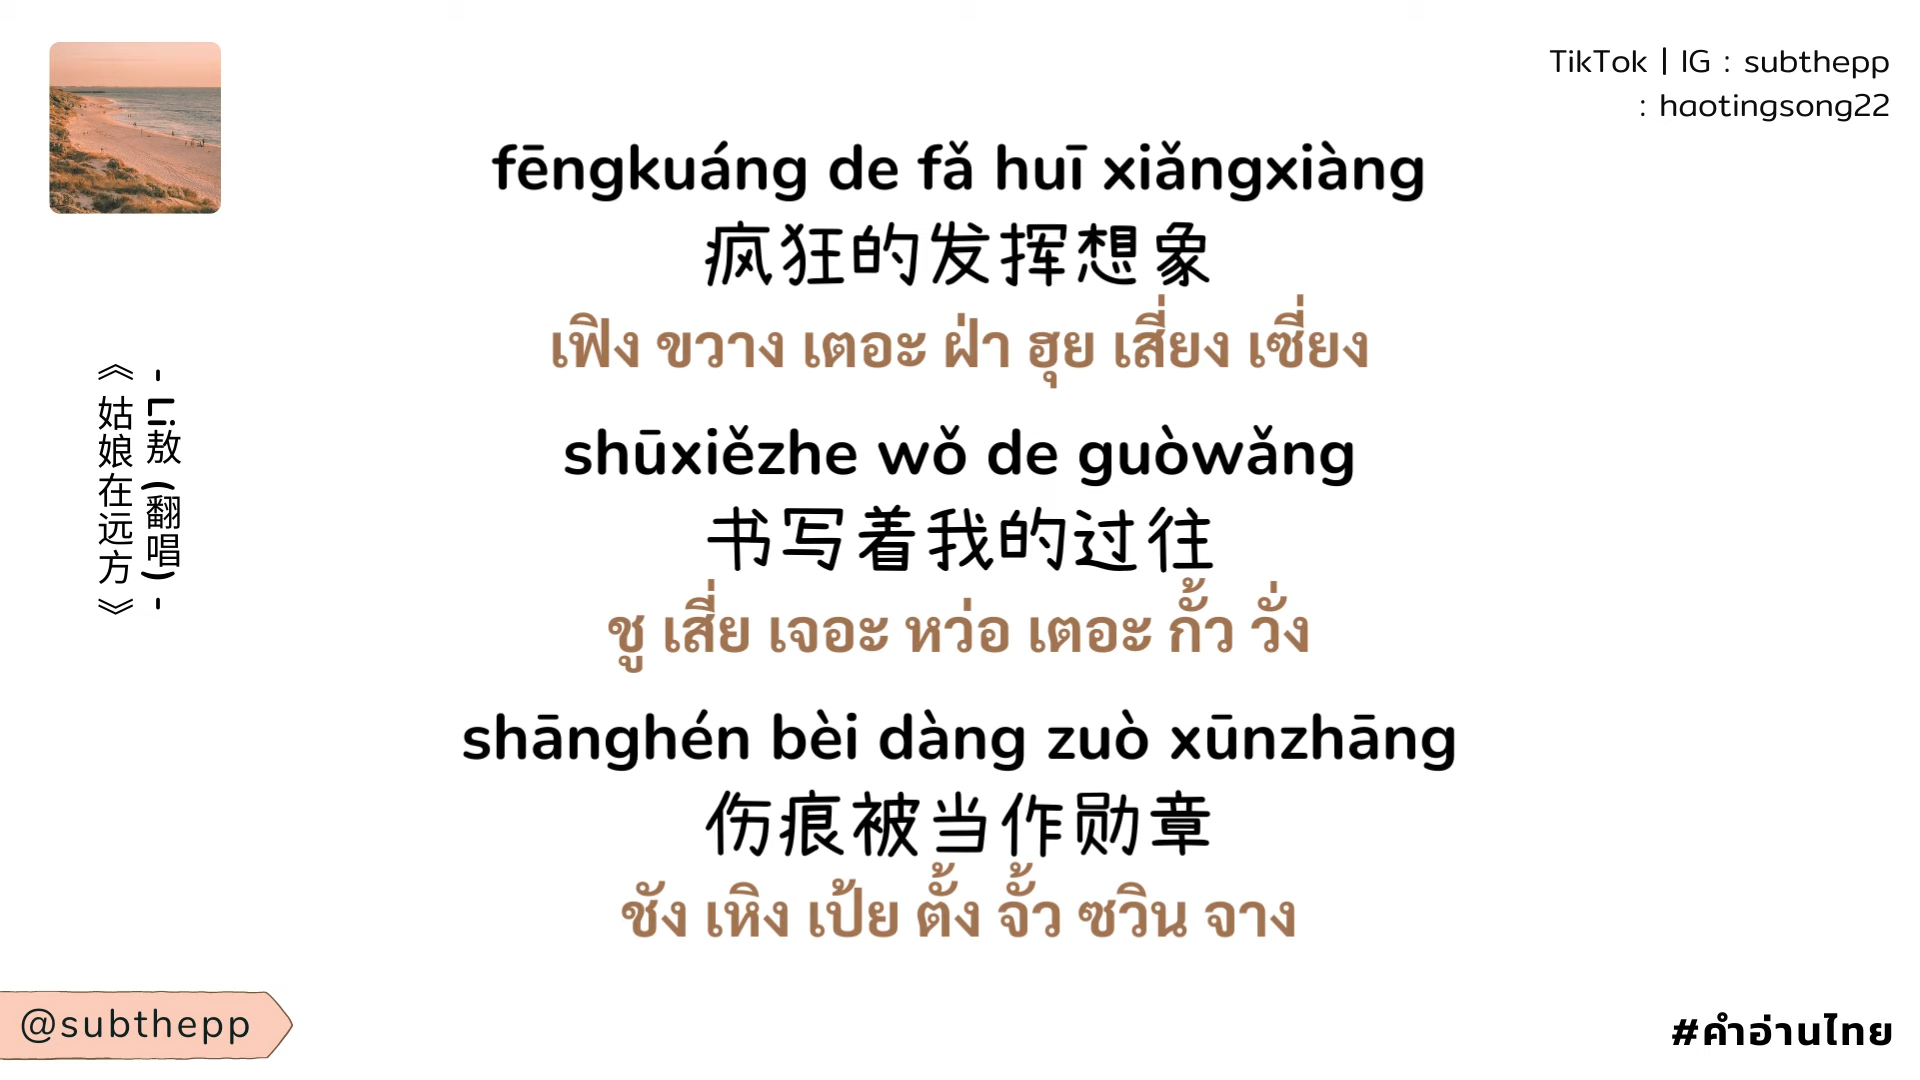 TikTok | IG : subthepp
: haotingsong22
fēngkuáng de fǎ huī xiǎngxiàng
疯狂的发挥想象
เฟิง ขวาง เตอะ ฝ่า ฮุย เสี่ยง เซี่ยง
shūxiězhe wǒ de guòwǎng
书写着我的过往
ชู เสี่ย เจอะ หว่อ เตอะ กั้ว วั่ง
shānghén bèi dàng zuò xūnzhāng
伤痕被当作勋章
ชัง เหิง เป้ย ตั้ง จั้ว ซวิน จาง
《姑娘在远方》
- Li敖 (翻唱) -
@subthepp
#คำอ่านไทย